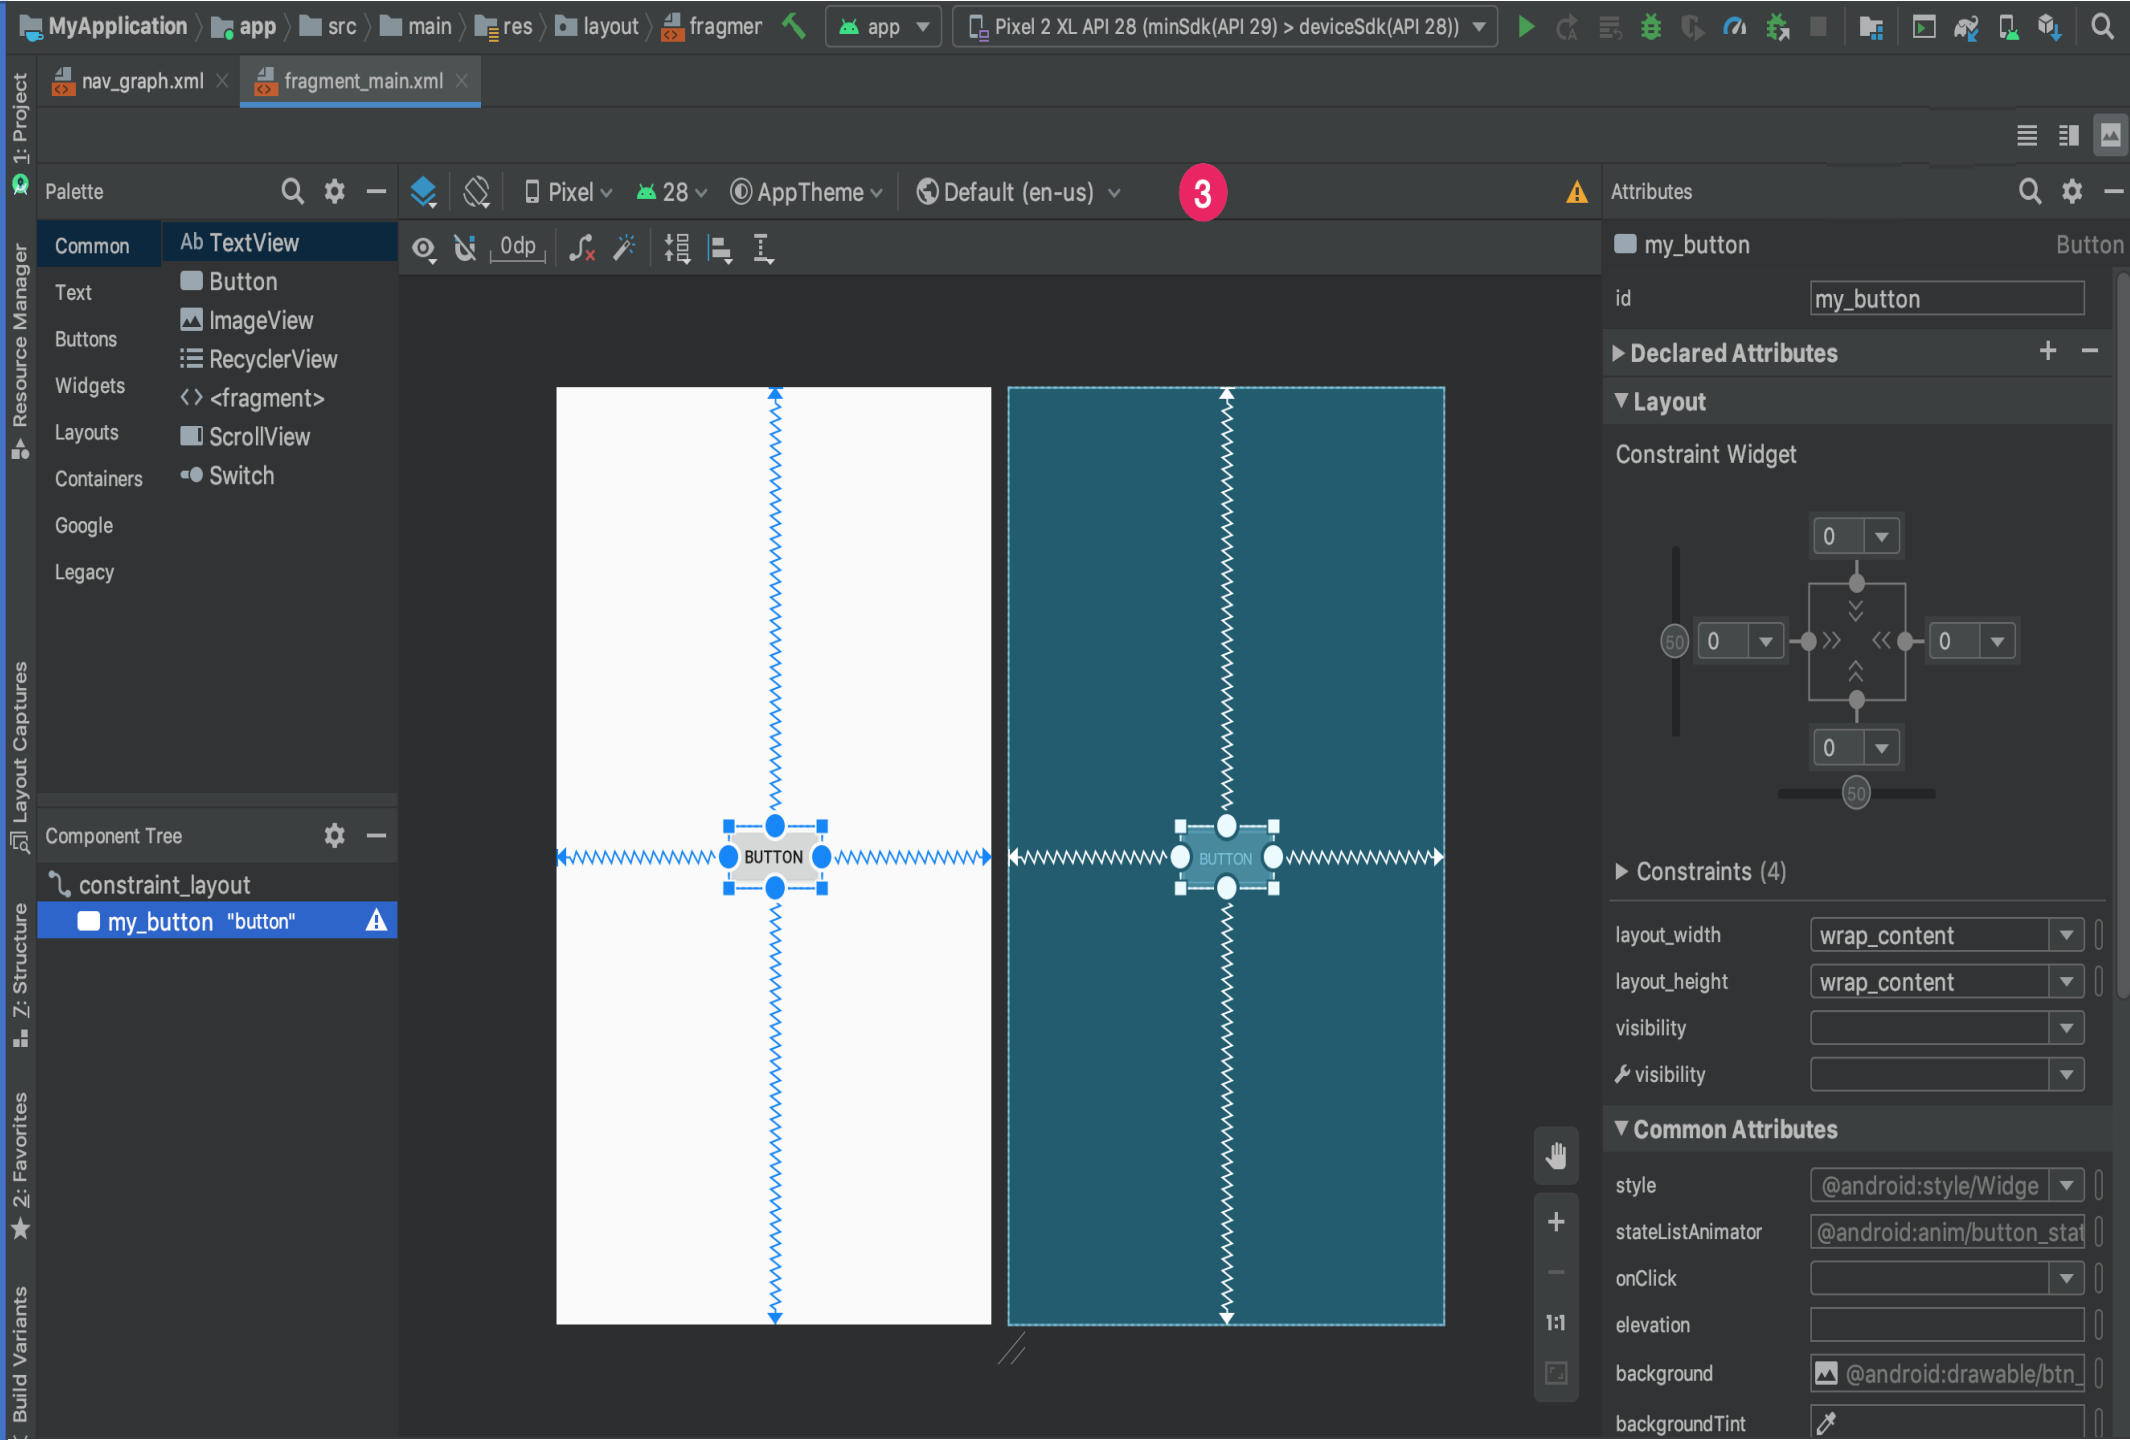 MyApplication app src main res layout fragmer app Pixel 2 XL API 28 (minSdk(API 29) > deviceSdk(API 28))
nav_graph.xml fragment_main.xml
1: Project
Resource Manager
Layout Captures
Z: Structure
2: Favorites
Build Variants
Palette
Common
Text
Buttons
Widgets
Layouts
Containers
Google
Legacy
Ab TextView
Button
ImageView
RecyclerView
<fragment>
ScrollView
Switch
Component Tree
constraint_layout
my_button "button"
Pixel 28 AppTheme Default (en-us) 3
0dp
BUTTON
BUTTON
1:1
Attributes
my_button Button
id my_button
Declared Attributes
Layout
Constraint Widget
0
50 0 0
0
50
Constraints (4)
layout_width wrap_content
layout_height wrap_content
visibility
visibility
Common Attributes
style @android:style/Widge
stateListAnimator @android:anim/button_stat
onClick
elevation
background @android:drawable/btn_
backgroundTint